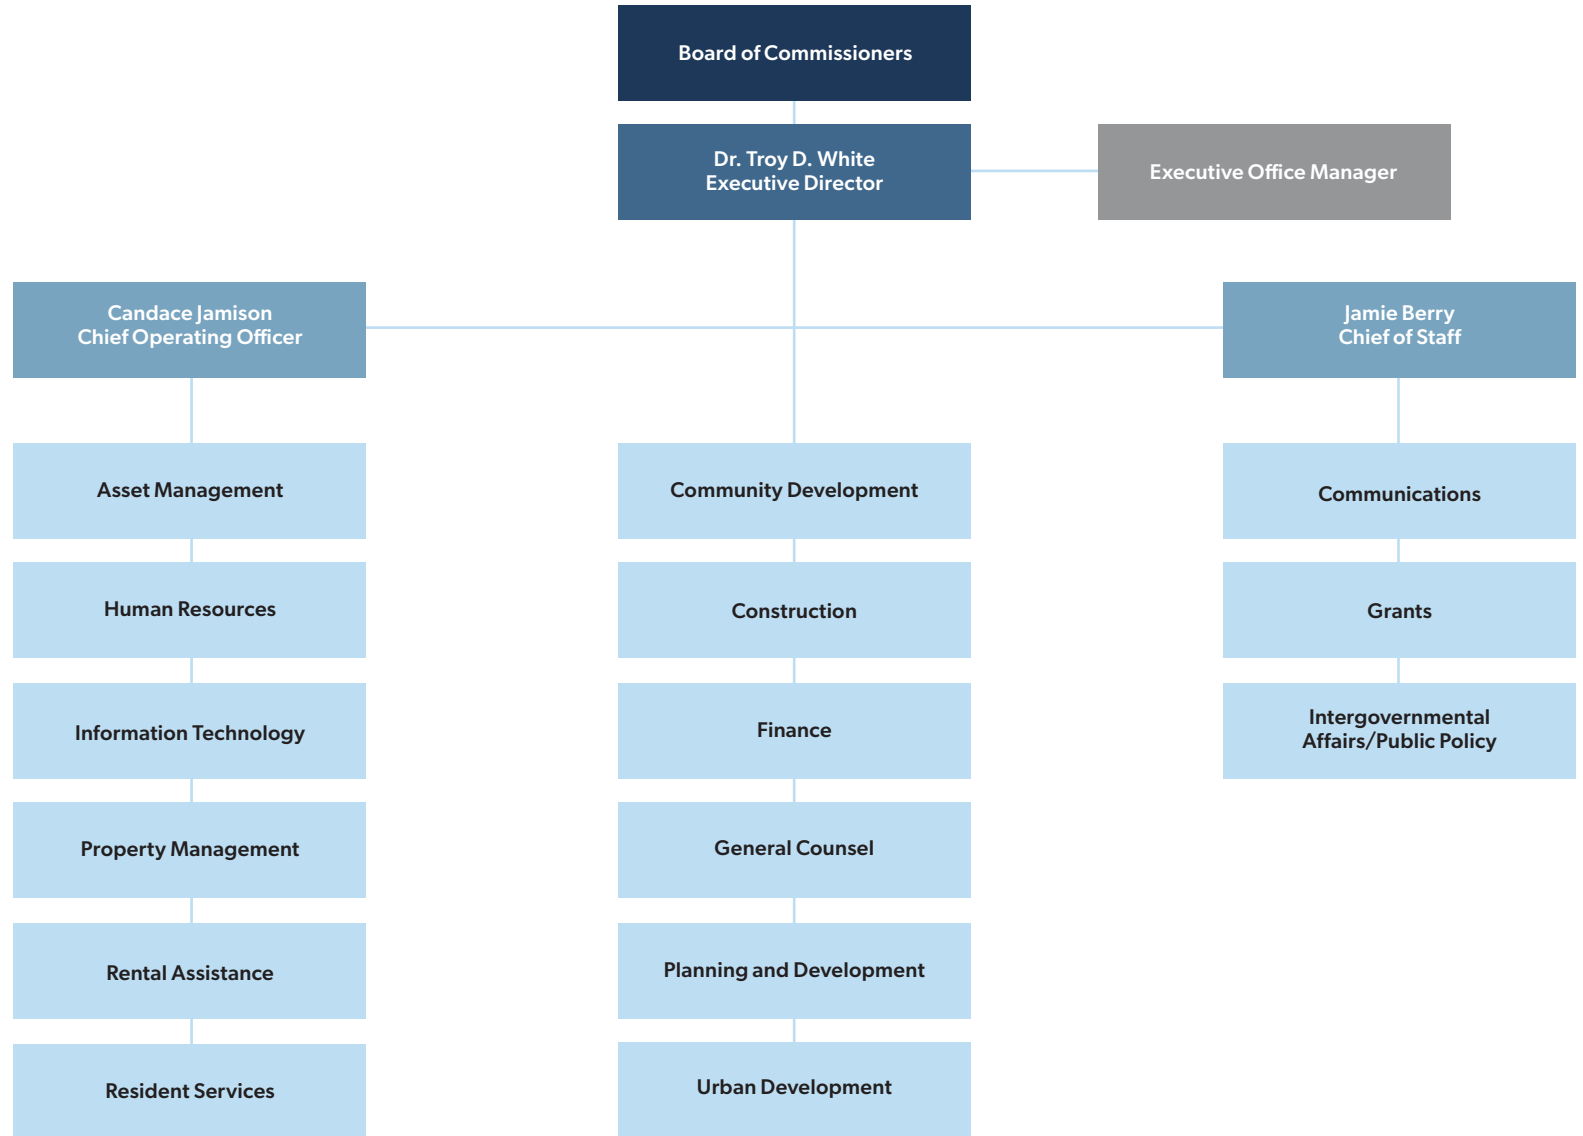 Board of Commissioners
Dr. Troy D. White
Executive Director
Executive Office Manager
Candace Jamison
Chief Operating Officer
Jamie Berry
Chief of Staff
Asset Management
Human Resources
Information Technology
Property Management
Rental Assistance
Resident Services
Community Development
Construction
Finance
General Counsel
Planning and Development
Urban Development
Communications
Grants
Intergovernmental
Affairs/Public Policy